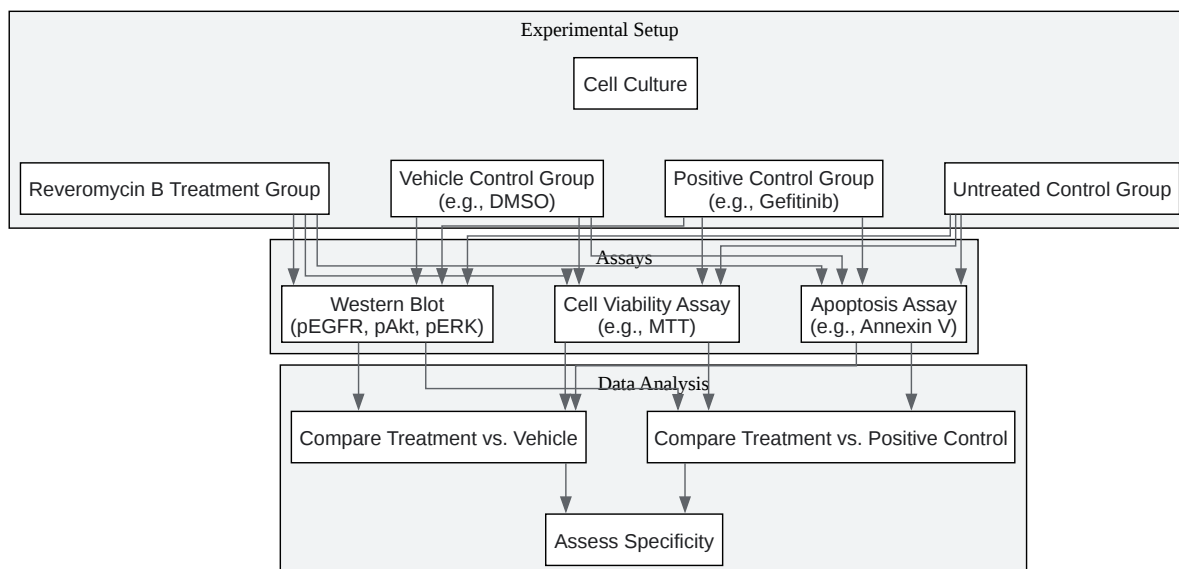 Experimental Setup
Cell Culture
Reveromycin B Treatment Group
Vehicle Control Group
(e.g., DMSO)
Positive Control Group
(e.g., Gefitinib)
Untreated Control Group
Assays
Western Blot
(pEGFR, pAkt, pERK)
Cell Viability Assay
(e.g., MTT)
Apoptosis Assay
(e.g., Annexin V)
Data Analysis
Compare Treatment vs. Vehicle
Compare Treatment vs. Positive Control
Assess Specificity